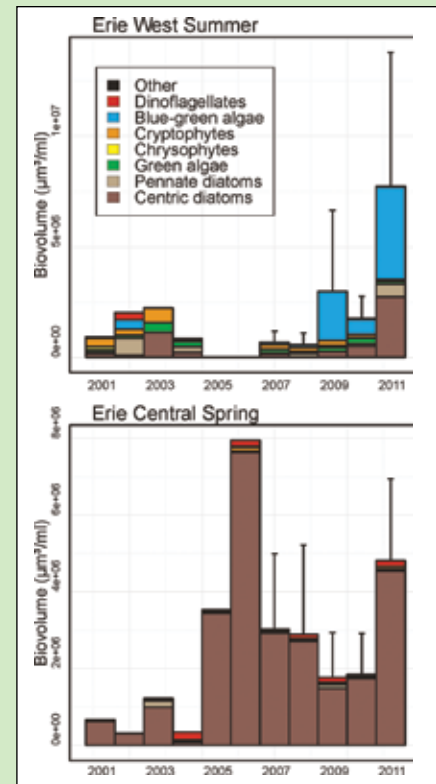 Erie West Summer
Biovolume (µm³/ml)
1e+07
5e+06
0e+00
Other
Dinoflagellates
Blue-green algae
Cryptophytes
Chrysophytes
Green algae
Pennate diatoms
Centric diatoms
2001 2003 2005 2007 2009 2011
Erie Central Spring
Biovolume (µm³/ml)
8e+06
6e+06
4e+06
2e+06
0e+00
2001 2003 2005 2007 2009 2011